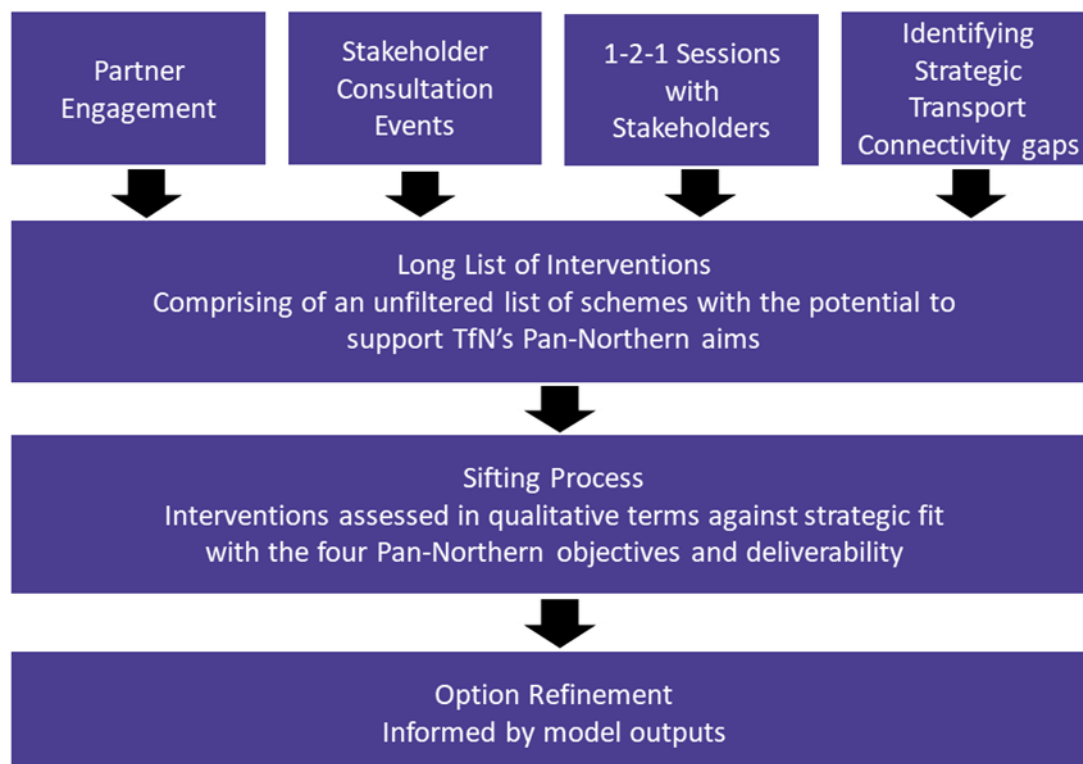 Partner
Engagement
Stakeholder
Consultation
Events
1-2-1 Sessions
with
Stakeholders
Identifying
Strategic
Transport
Connectivity gaps
Long List of Interventions
Comprising of an unfiltered list of schemes with the potential to
support TfN's Pan-Northern aims
Sifting Process
Interventions assessed in qualitative terms against strategic fit
with the four Pan-Northern objectives and deliverability
Option Refinement
Informed by model outputs